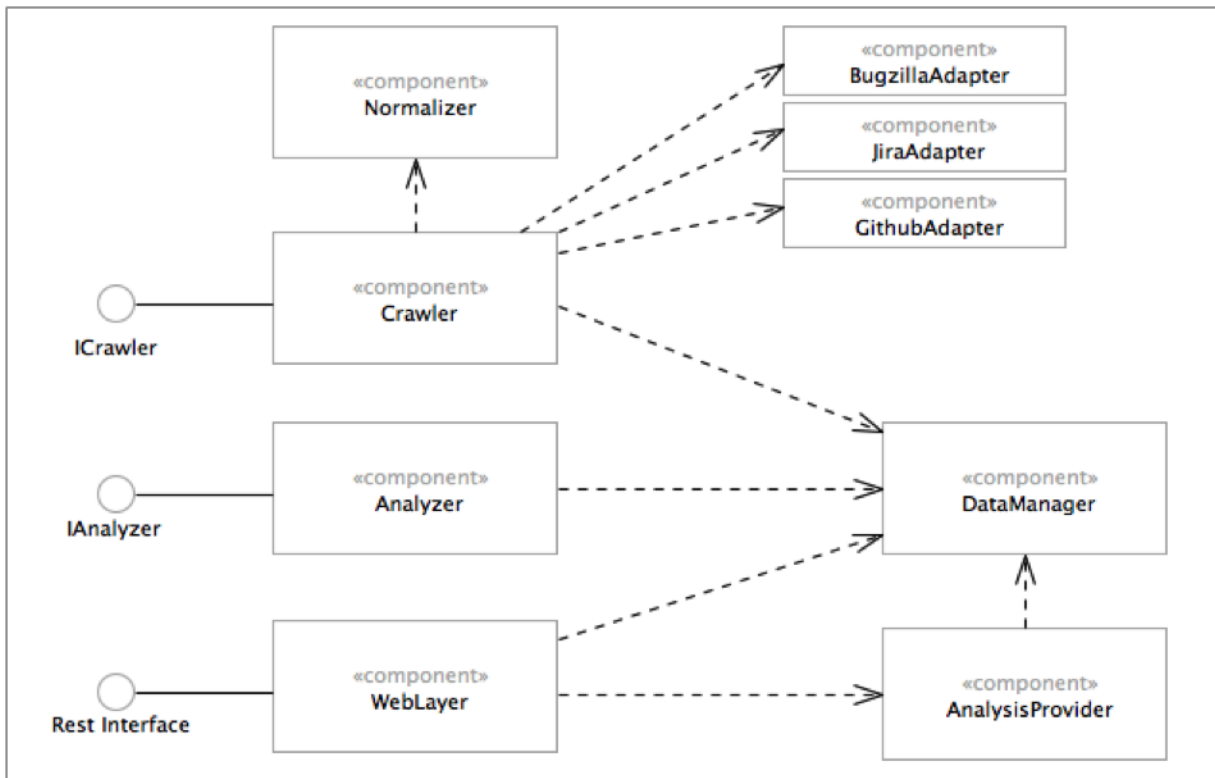 «component»
Normalizer
«component»
BugzillaAdapter
«component»
JiraAdapter
«component»
GithubAdapter
«component»
Crawler
ICrawler
«component»
Analyzer
IAnalyzer
«component»
DataManager
«component»
WebLayer
Rest Interface
«component»
AnalysisProvider